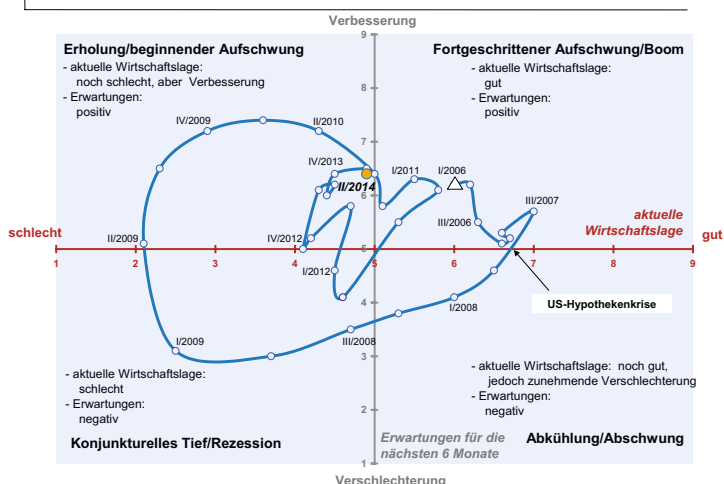 Verbesserung
9
Erholung/beginnender Aufschwung
- aktuelle Wirtschaftslage:
noch schlecht, aber Verbesserung
- Erwartungen:
positiv
8
Fortgeschrittener Aufschwung/Boom
- aktuelle Wirtschaftslage:
gut
- Erwartungen:
positiv
IV/2009
II/2010
7
IV/2013
I/2011
I/2006
II/2014
6
III/2007
III/2006
aktuelle
Wirtschaftslage
schlecht
gut
II/2009
IV/2012
5
1
2
3
4
5
6
7
8
9
I/2012
US-Hypothekenkrise
4
I/2008
I/2009
III/2008
3
- aktuelle Wirtschaftslage:
schlecht
- Erwartungen:
negativ
- aktuelle Wirtschaftslage: noch gut,
jedoch zunehmende Verschlechterung
- Erwartungen:
negativ
2
Konjunkturelles Tief/Rezession
Erwartungen für die
nächsten 6 Monate
Abkühlung/Abschwung
1
Verschlechterung